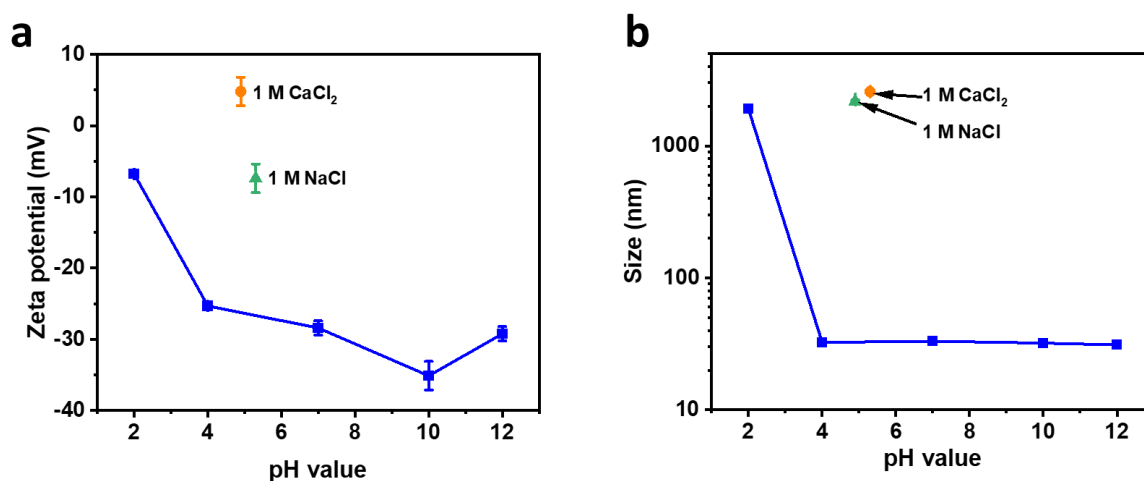 a
10
0
-10
-20
-30
-40
Zeta potential (mV)
1 M CaCl₂
1 M NaCl
2
4
6
8
10
12
pH value
b
1000
100
10
Size (nm)
1 M CaCl₂
1 M NaCl
2
4
6
8
10
12
pH value